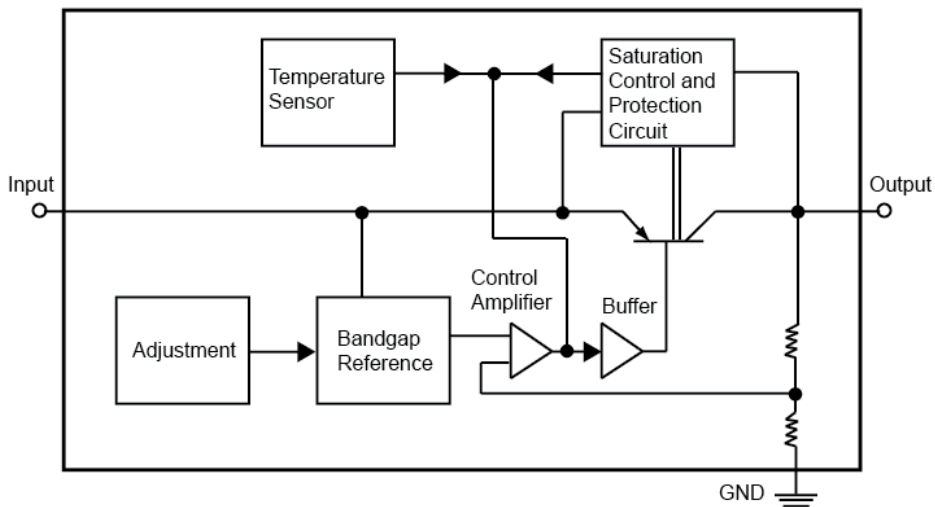 Temperature
Sensor
Saturation
Control and
Protection
Circuit
Input
Output
Control
Amplifier
Buffer
Adjustment
Bandgap
Reference
GND